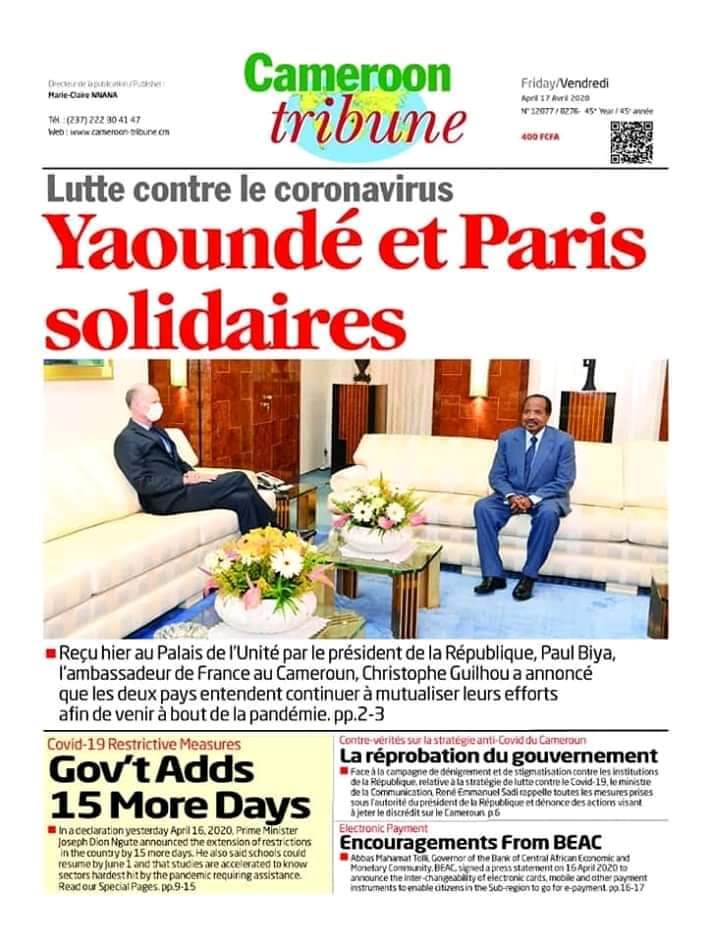 Directeur de la publication / Publisher :
Marie-Claire NNANA
Tél. : (237) 222 30 41 47
Web : www.cameroon-tribune.cm
Cameroon
tribune
Friday/Vendredi
April 17 Avril 2020
N° 12077 / 8276- 45e Year / 45e année
400 FCFA
Lutte contre le coronavirus
Yaoundé et Paris
solidaires
Reçu hier au Palais de l'Unité par le président de la République, Paul Biya,
l'ambassadeur de France au Cameroun, Christophe Guilhou a annoncé
que les deux pays entendent continuer à mutualiser leurs efforts
afin de venir à bout de la pandémie. pp.2-3
Covid-19 Restrictive Measures
Gov't Adds
15 More Days
In a declaration yesterday April 16, 2020, Prime Minister
Joseph Dion Ngute announced the extension of restrictions
in the country by 15 more days. He also said schools could
resume by June 1 and that studies are accelerated to know
sectors hardest hit by the pandemic requiring assistance.
Read our Special Pages. pp.9-15
Contre-vérités sur la stratégie anti-Covid du Cameroun
La réprobation du gouvernement
Face à la campagne de dénigrement et de stigmatisation contre les institutions
de la République, relative à la stratégie de lutte contre le Covid-19, le ministre
de la Communication, René Emmanuel Sadi rappelle toutes les mesures prises
sous l'autorité du président de la République et dénonce des actions visant
à jeter le discrédit sur le Cameroun. p.6
Electronic Payment
Encouragements From BEAC
Abbas Mahamat Tolli, Governor of the Bank of Central African Economic and
Monetary Community, BEAC, signed a press statement on 16 April 2020 to
announce the inter-changeability of electronic cards, mobile and other payment
instruments to enable citizens in the Sub-region to go for e-payment. pp.16-17